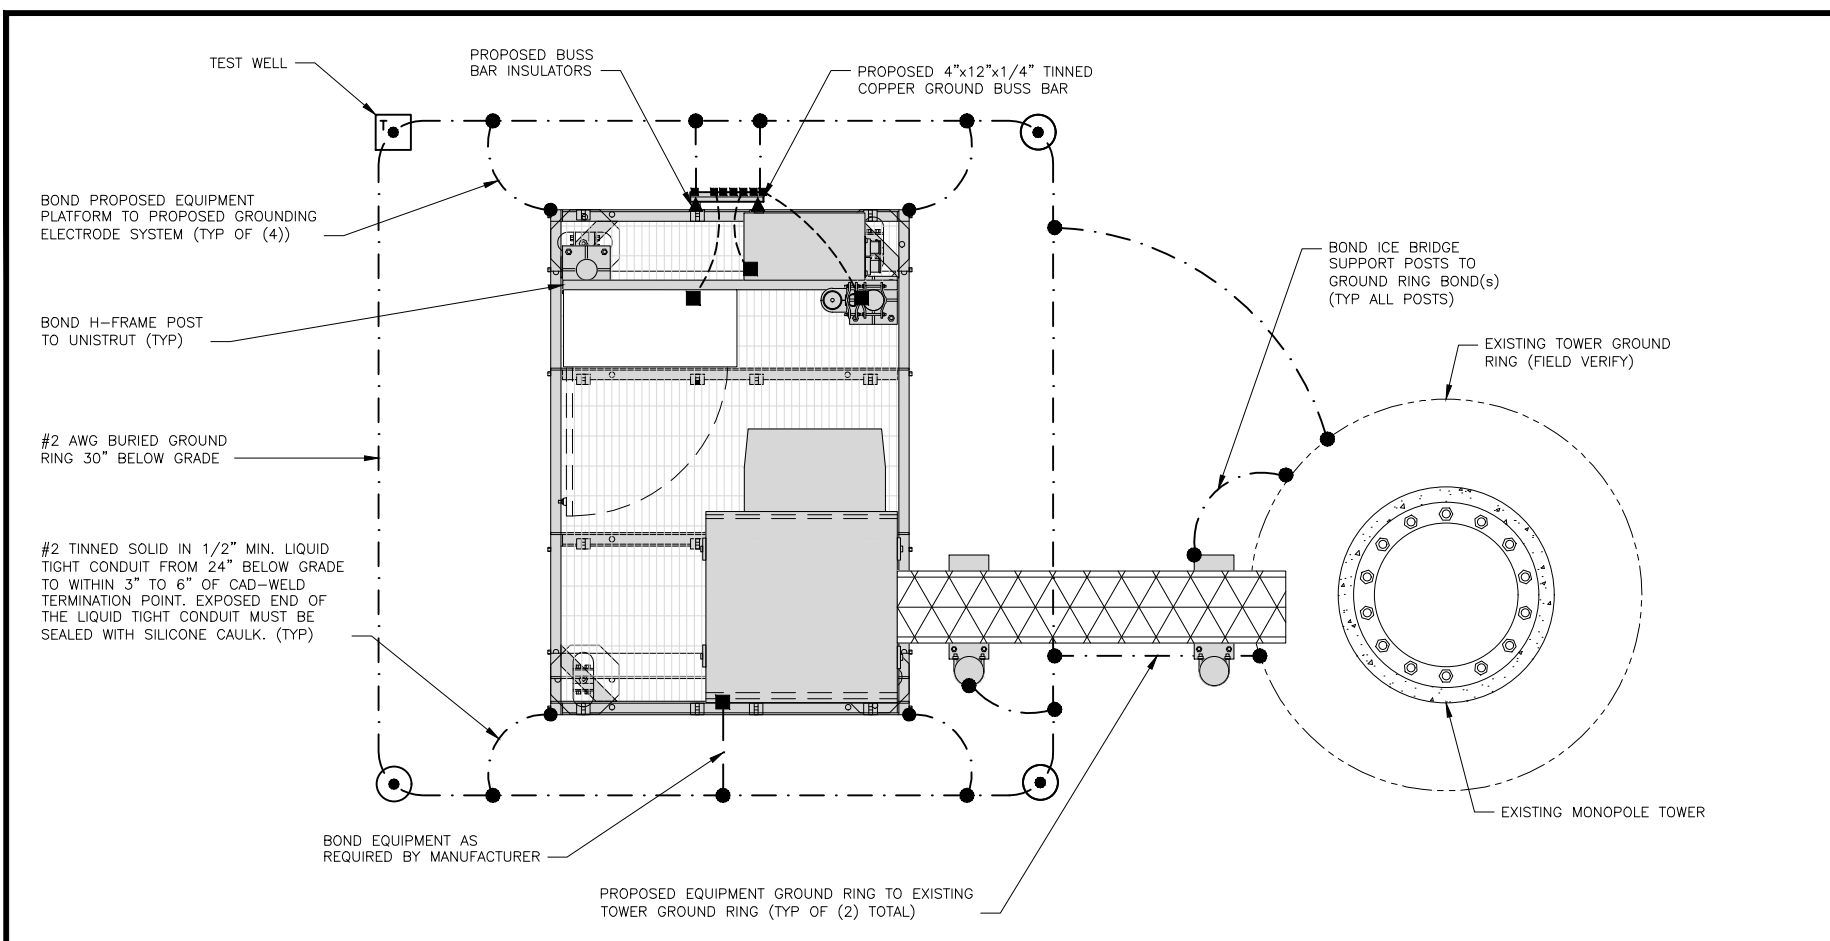 TEST WELL
PROPOSED BUSS
BAR INSULATORS
PROPOSED 4"x12"x1/4" TINNED
COPPER GROUND BUSS BAR
T
BOND PROPOSED EQUIPMENT
PLATFORM TO PROPOSED GROUNDING
ELECTRODE SYSTEM (TYP OF (4))
BOND ICE BRIDGE
SUPPORT POSTS TO
GROUND RING BOND(s)
(TYP ALL POSTS)
BOND H-FRAME POST
TO UNISTRUT (TYP)
EXISTING TOWER GROUND
RING (FIELD VERIFY)
#2 AWG BURIED GROUND
RING 30" BELOW GRADE
#2 TINNED SOLID IN 1/2" MIN. LIQUID
TIGHT CONDUIT FROM 24" BELOW GRADE
TO WITHIN 3" TO 6" OF CAD-WELD
TERMINATION POINT. EXPOSED END OF
THE LIQUID TIGHT CONDUIT MUST BE
SEALED WITH SILICONE CAULK. (TYP)
EXISTING MONOPOLE TOWER
BOND EQUIPMENT AS
REQUIRED BY MANUFACTURER
PROPOSED EQUIPMENT GROUND RING TO EXISTING
TOWER GROUND RING (TYP OF (2) TOTAL)